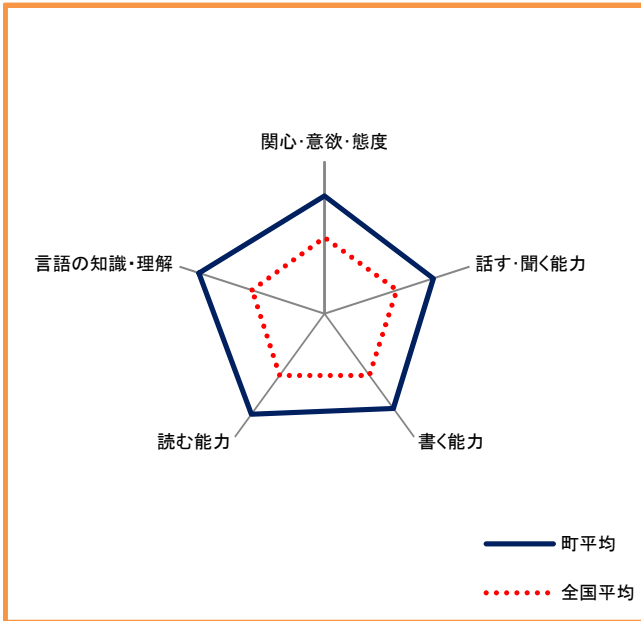 関心・意欲・態度
言語の知識・理解
話す・聞く能力
読む能力
書く能力
町平均
全国平均